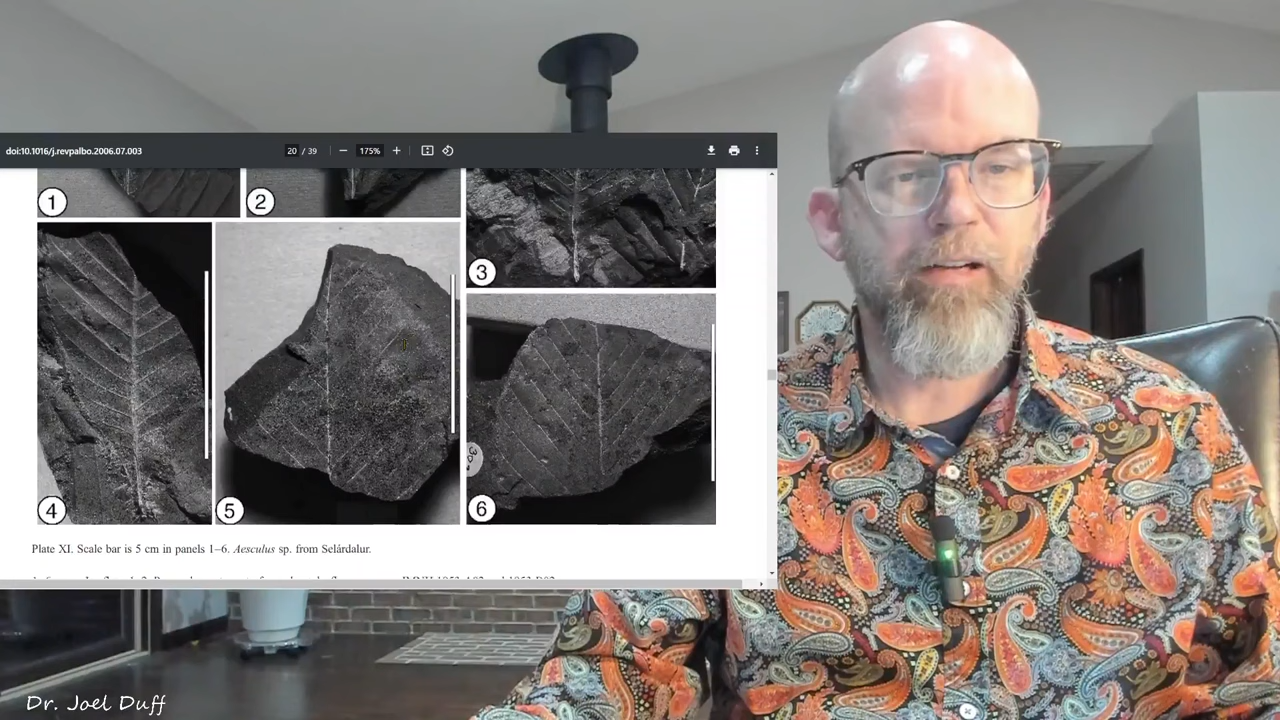 doi:10.1016/j.revpalbo.2006.07.003
20 / 39
175%
1
2
3
4
5
6
Plate XI. Scale bar is 5 cm in panels 1–6. Aesculus sp. from Selárdalur.
Dr. Joel Duff